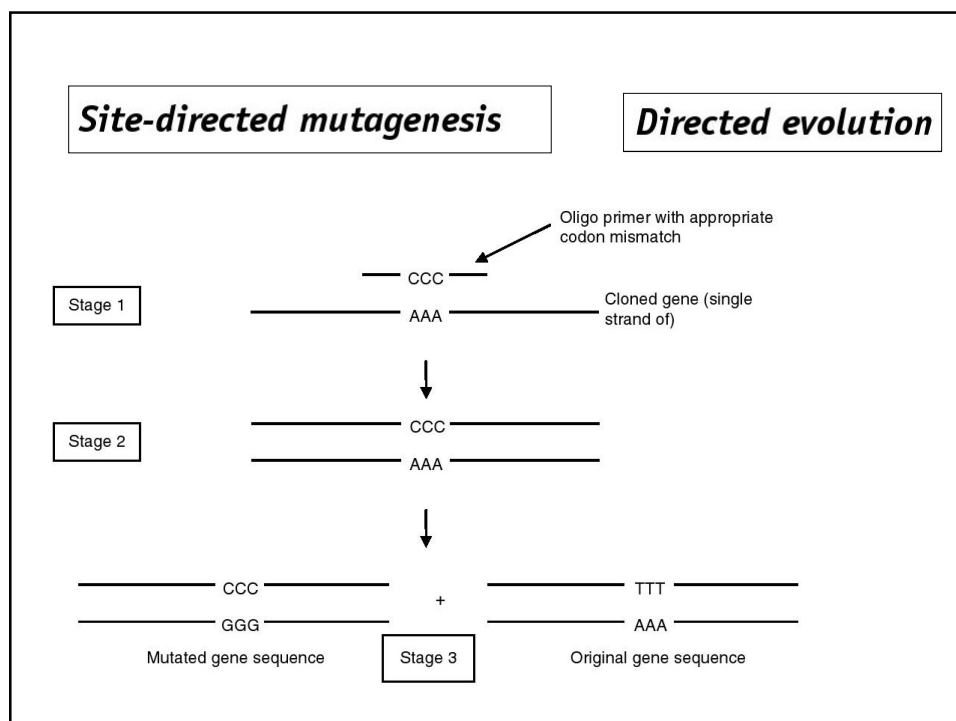 Site-directed mutagenesis
Directed evolution
Oligo primer with appropriate
codon mismatch
CCC
Stage 1
AAA
Cloned gene (single
strand of)
CCC
Stage 2
AAA
CCC
+
TTT
GGG
AAA
Mutated gene sequence
Stage 3
Original gene sequence